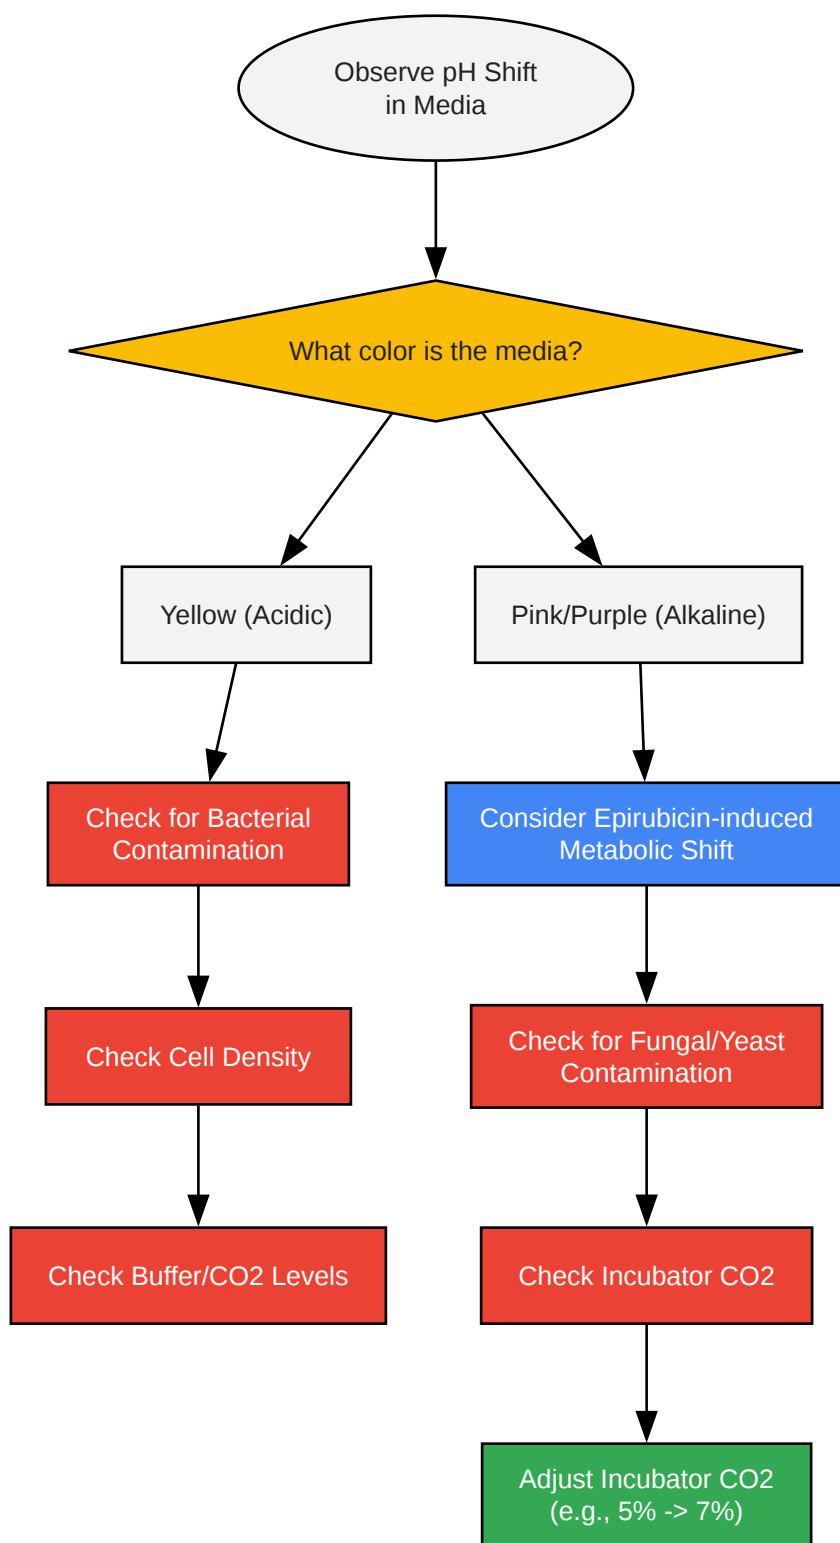 Observe pH Shift
in Media
What color is the media?
Yellow (Acidic)
Pink/Purple (Alkaline)
Check for Bacterial
Contamination
Consider Epirubicin-induced
Metabolic Shift
Check Cell Density
Check for Fungal/Yeast
Contamination
Check Buffer/CO2 Levels
Check Incubator CO2
Adjust Incubator CO2
(e.g., 5% -> 7%)